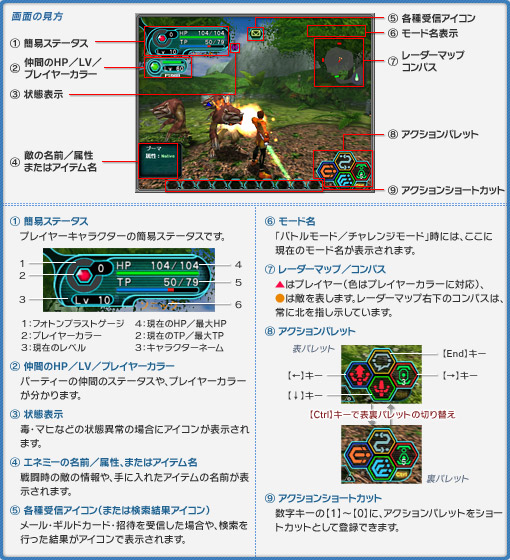 画面の見方
① 簡易ステータス
② 仲間のHP／LV／
プレイヤーカラー
③ 状態表示
④ 敵の名前／属性
またはアイテム名
⑤ 各種受信アイコン
⑥ モード名表示
⑦ レーダーマップ
コンパス
⑧ アクションパレット
⑨ アクションショートカット
HP 104/104
TP 50/79
Lv 10
ブーマ
属性：Native
① 簡易ステータス
プレイヤーキャラクターの簡易ステータスです。
0
HP 104/104
TP 50/79
Lv 10
1
2
3
4
5
6
1：フォトンブラストゲージ
2：プレイヤーカラー
3：現在のレベル
4：現在のHP／最大HP
5：現在のTP／最大TP
3：キャラクターネーム
② 仲間のHP／LV／プレイヤーカラー
パーティーの仲間のステータスや、プレイヤーカラー
が分かります。
③ 状態表示
毒・マヒなどの状態異常の場合にアイコンが表示されま
す。
④ エネミーの名前／属性、またはアイテム名
戦闘時の敵の情報や、手に入れたアイテムの名前が表
示されます。
⑤ 各種受信アイコン（または検索結果アイコン）
メール・ギルドカード・招待を受信した場合や、検索を
行った結果がアイコンで表示されます。
⑥ モード名
「バトルモード／チャレンジモード」時には、ここに
現在のモード名が表示されます。
⑦ レーダーマップ／コンパス
▲はプレイヤー（色はプレイヤーカラーに対応）、
●は敵を表します。レーダーマップ右下のコンパスは、
常に北を指し示しています。
⑧ アクションパレット
表パレット
【End】キー
【←】キー
【→】キー
【↓】キー
【Ctrl】キーで表裏パレットの切り替え
裏パレット
⑨ アクションショートカット
数字キーの【1】～【0】に、アクションパレットをショー
トカットとして登録できます。